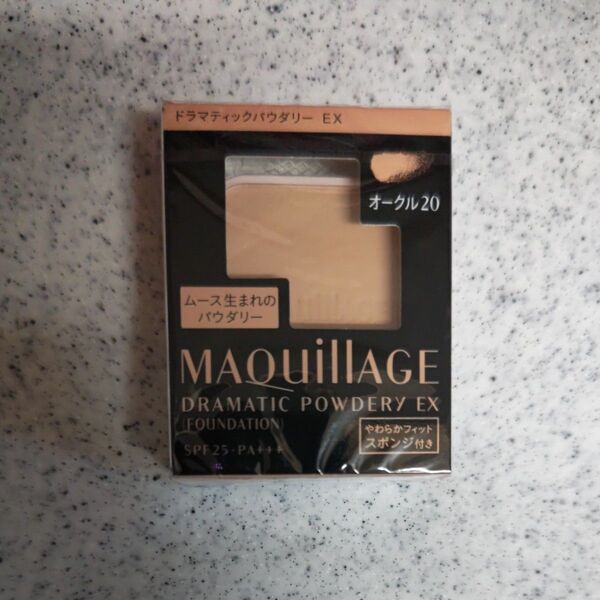 ドラマティックパウダリー EX
オークル20
ムース生まれの
パウダリー
MAQuillAGE
DRAMATIC POWDERY EX
(FOUNDATION)
SPF25・PA+++
やわらかフィット
スポンジ付き